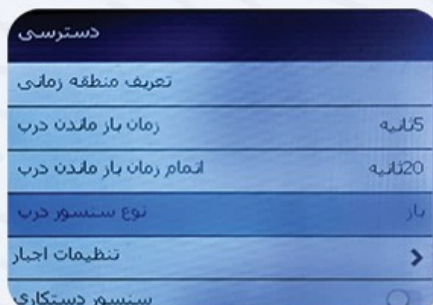 دسترسی
تعریف منطقه زمانی
زمان باز ماندن درب 5ثانیه
اتمام زمان باز ماندن درب 20ثانیه
نوع سنسور درب باز
تنظیمات اجبار
سنسور دستکاری